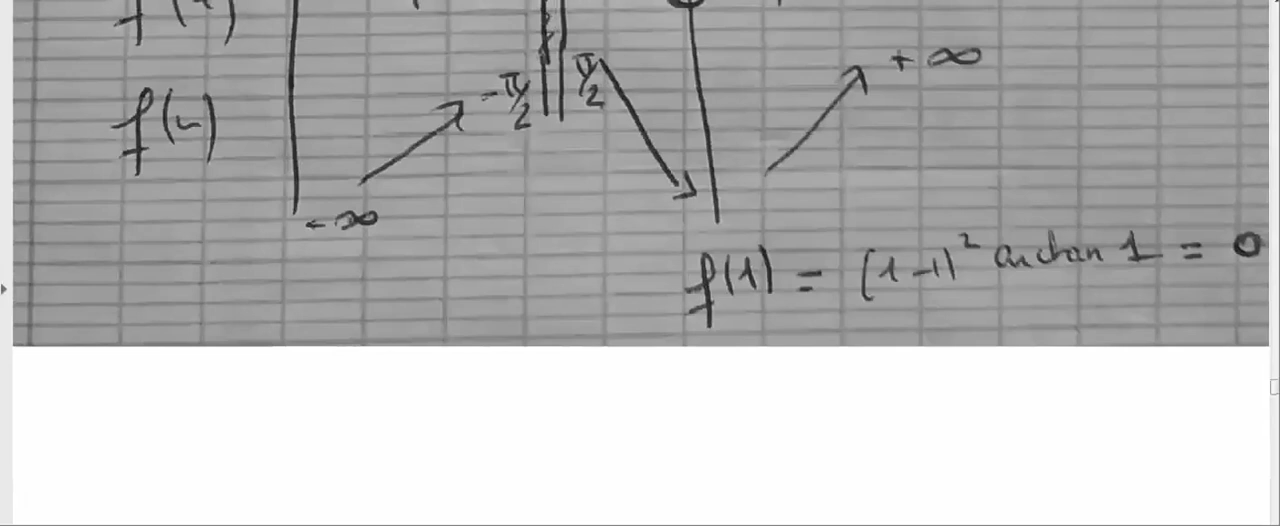 f(x)
-π/2 π/2 + ∞
- ∞
f(1) = (1-1)² arctan 1 = 0